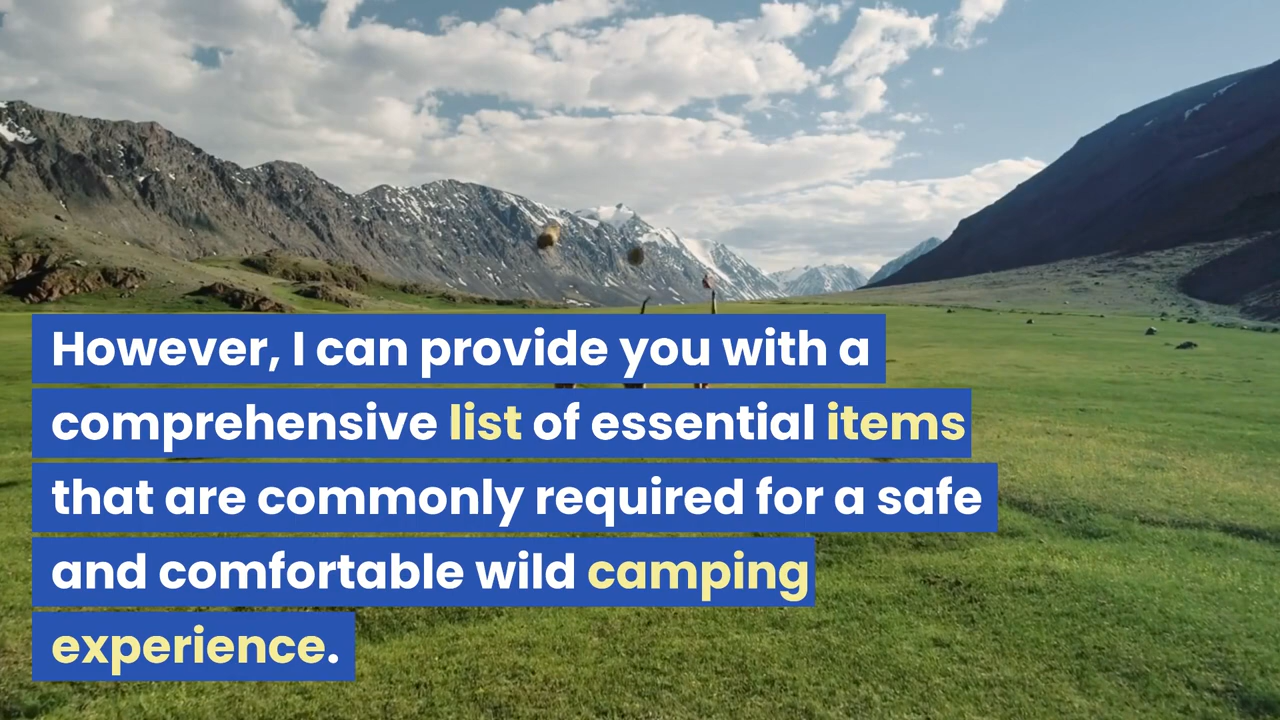 However, I can provide you with a
comprehensive list of essential items
that are commonly required for a safe
and comfortable wild camping
experience.